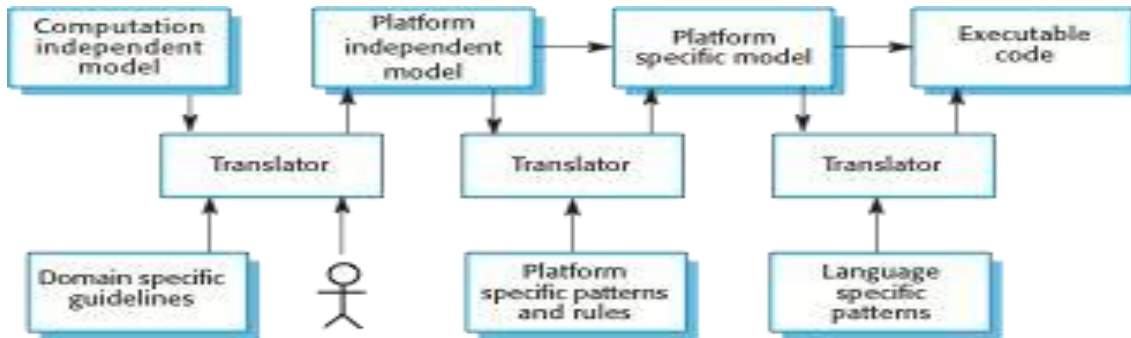 Computation
independent
model
Platform
independent
model
Platform
specific model
Executable
code
Translator
Translator
Translator
Domain specific
guidelines
Platform
specific patterns
and rules
Language
specific
patterns